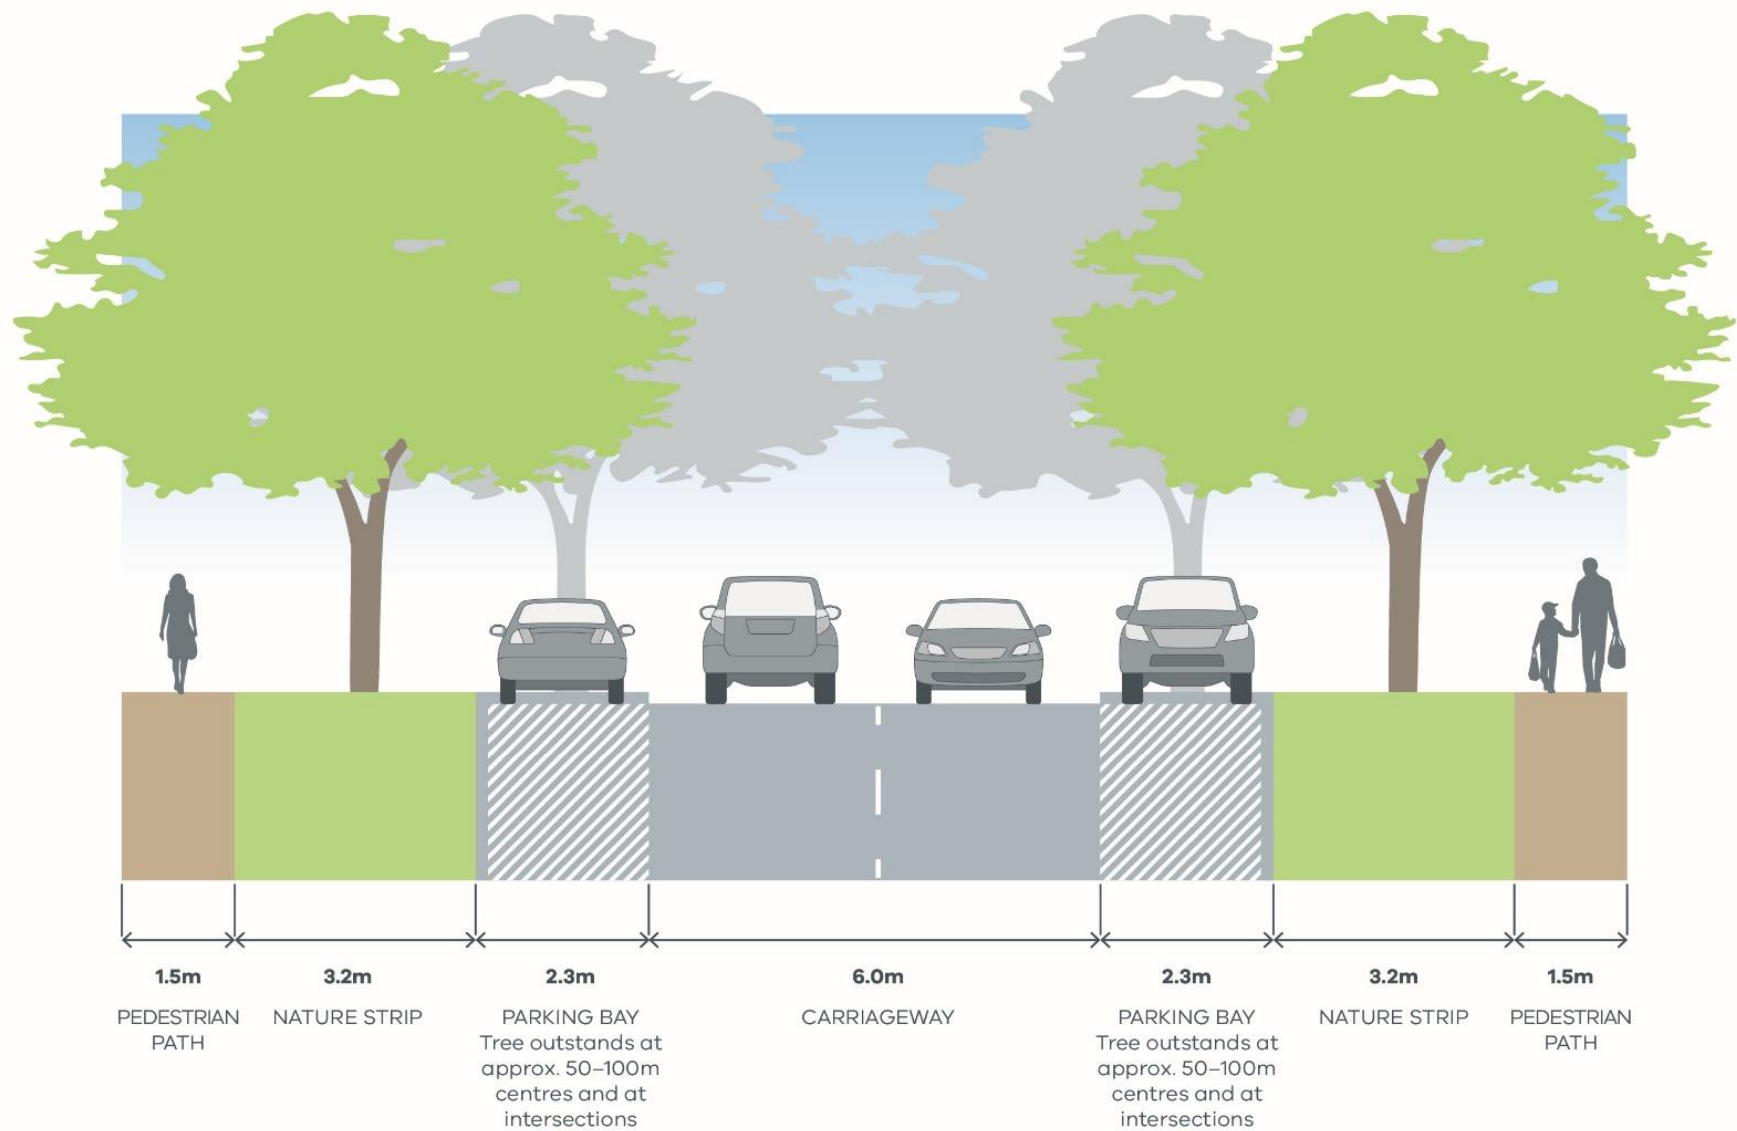 1.5m
3.2m
2.3m
6.0m
2.3m
3.2m
1.5m
PEDESTRIAN
PATH
NATURE STRIP
PARKING BAY
Tree outstands at
approx. 50–100m
centres and at
intersections
CARRIAGEWAY
PARKING BAY
Tree outstands at
approx. 50–100m
centres and at
intersections
NATURE STRIP
PEDESTRIAN
PATH